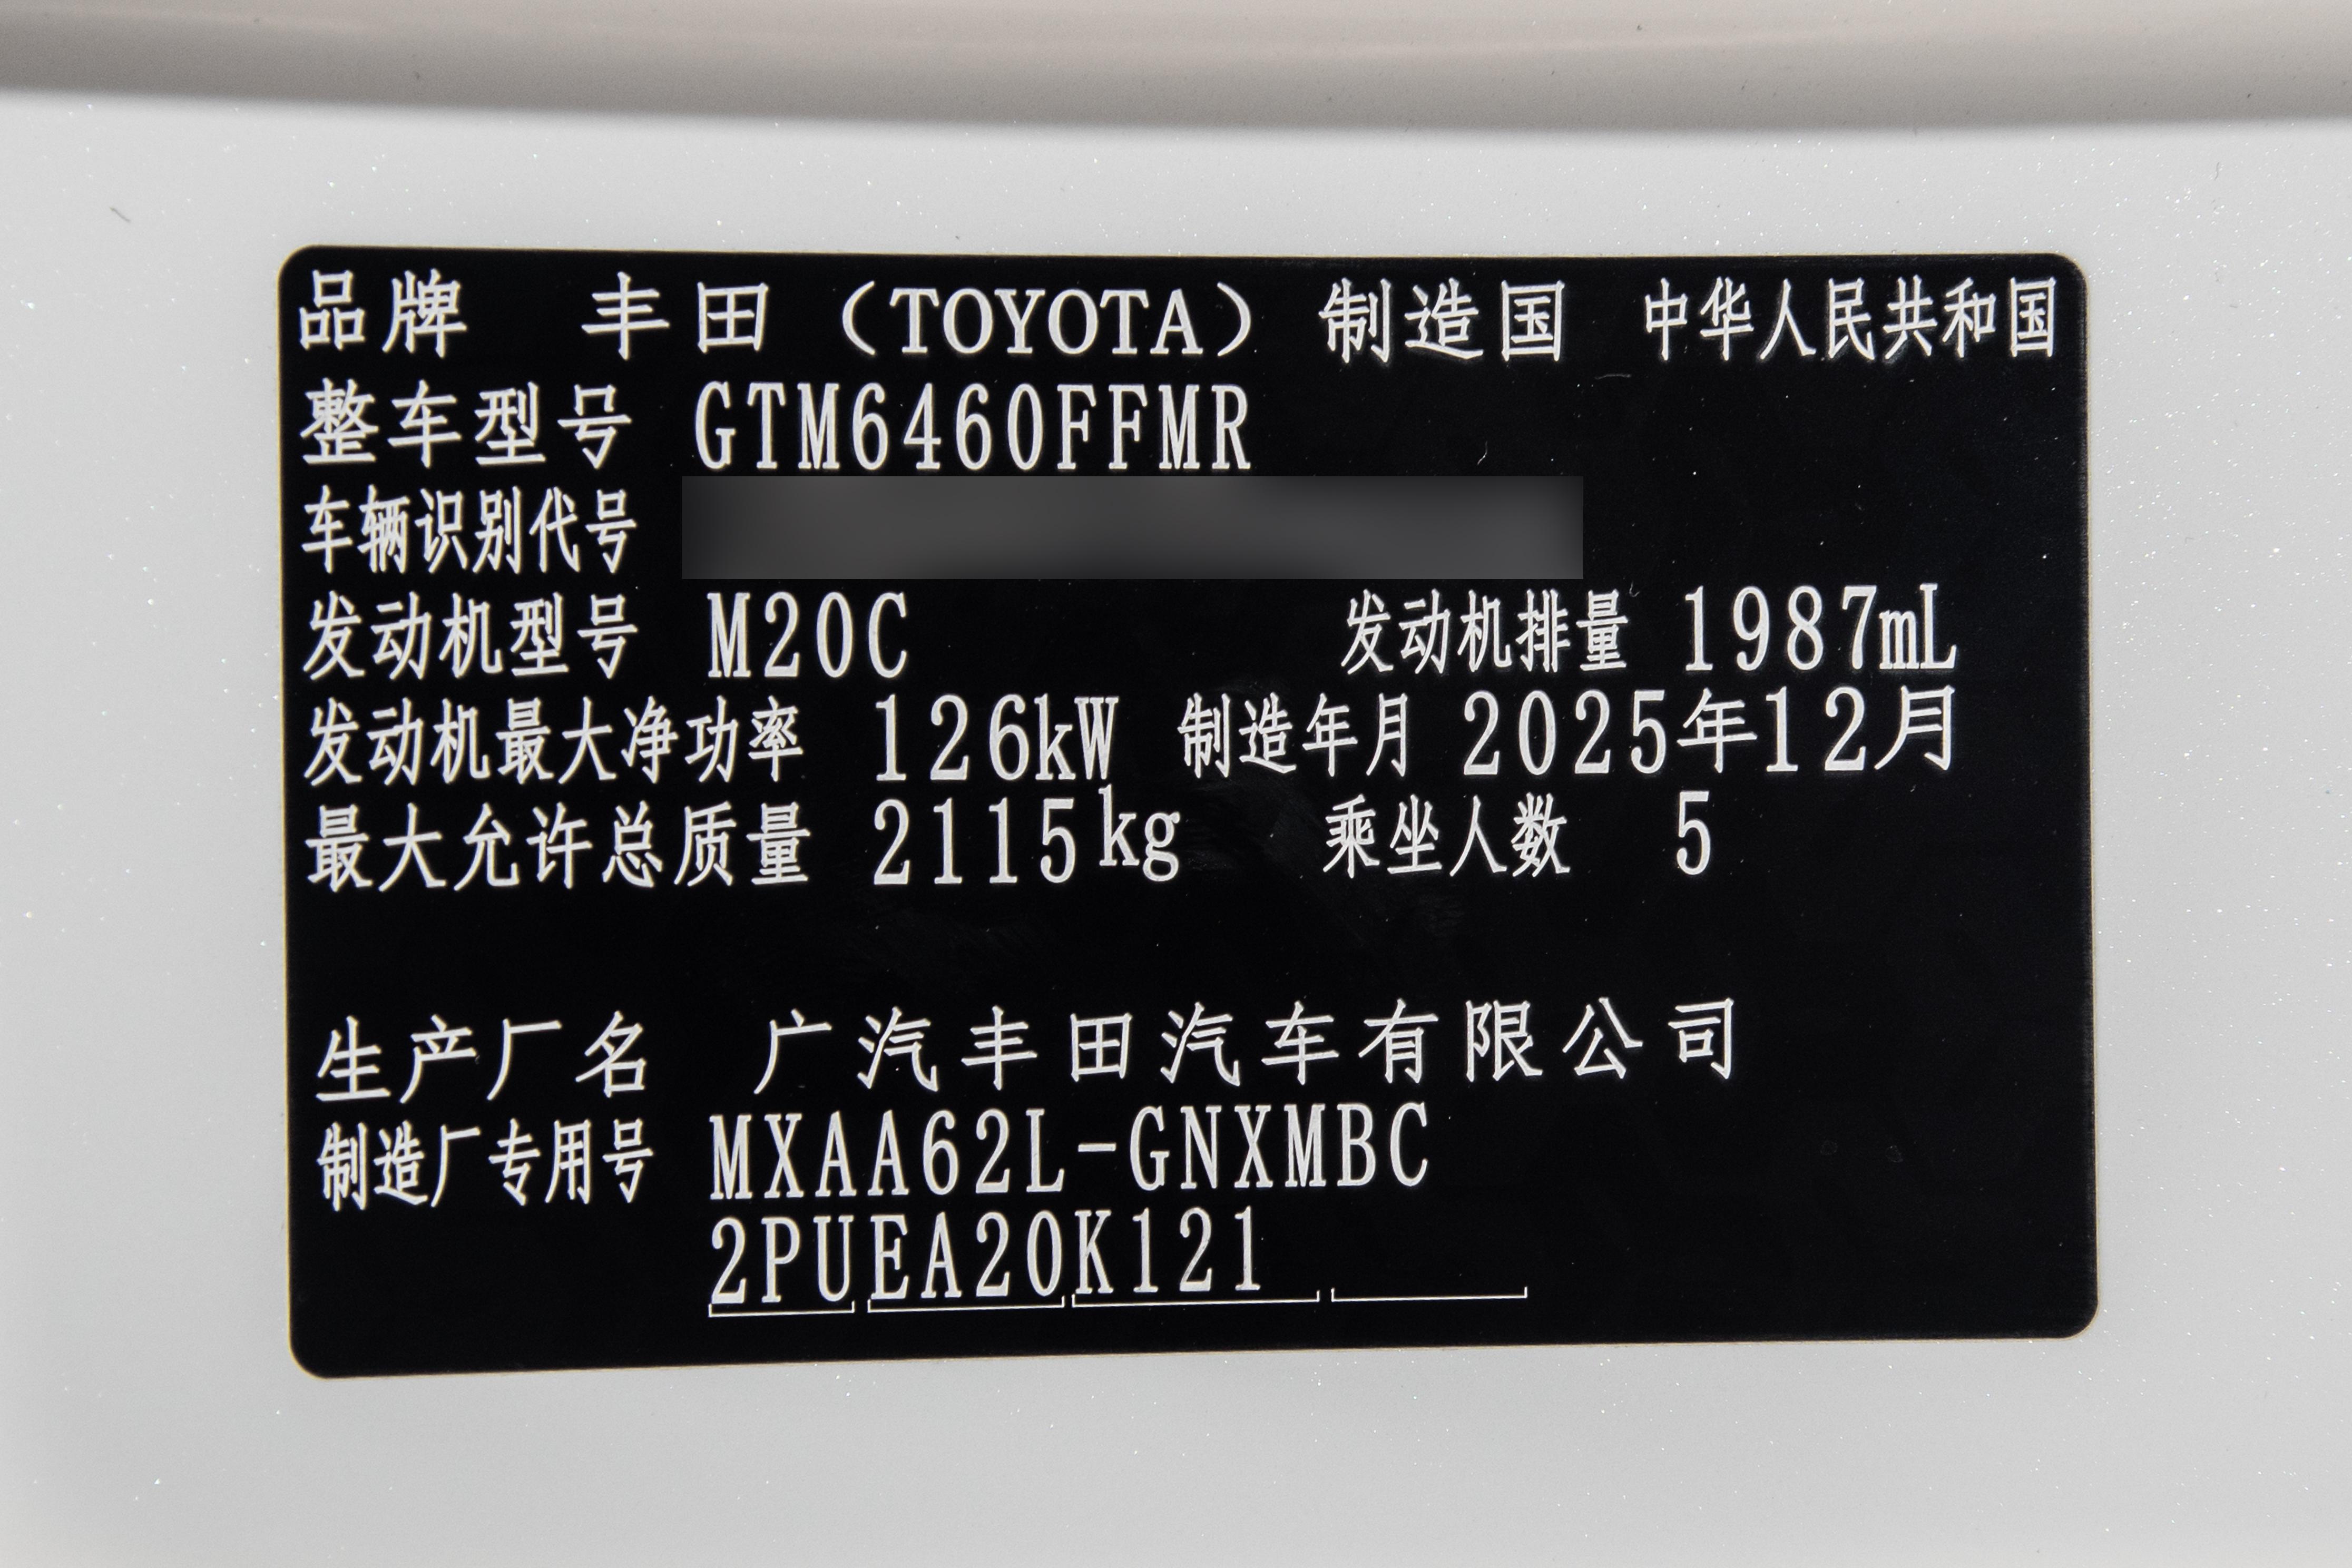 品牌 丰田（TOYOTA） 制造国 中华人民共和国
整车型号 GTM6460FFMR
车辆识别代号
发动机型号 M20C 发动机排量 1987mL
发动机最大净功率 126kW 制造年月 2025年12月
最大允许总质量 2115kg 乘坐人数 5
生产厂名 广汽丰田汽车有限公司
制造厂专用号 MXAA62L-GNXMBC
2PUEA20K121